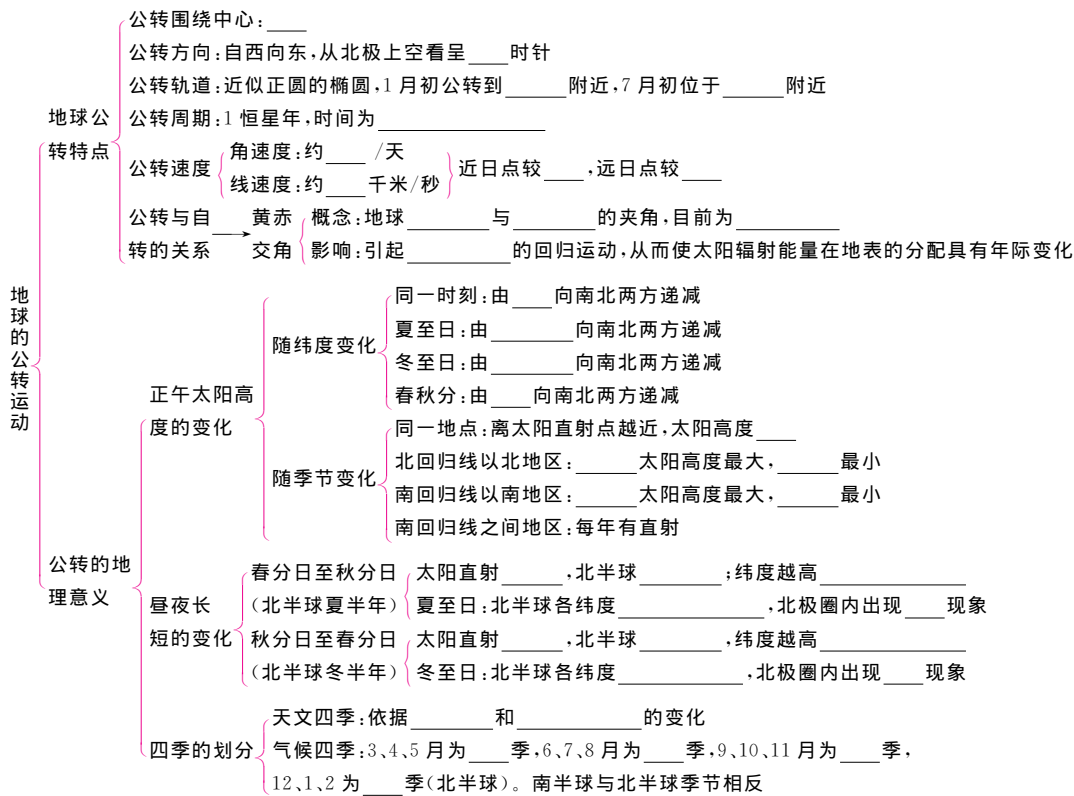 公转围绕中心:____
公转方向:自西向东,从北极上空看呈____时针
公转轨道:近似正圆的椭圆,1月初公转到______附近,7月初位于______附近
地球公
转特点
公转周期:1恒星年,时间为________________
公转速度
角速度:约____ /天
线速度:约____千米/秒
近日点较____,远日点较____
公转与自
转的关系
黄赤
交角
概念:地球________与________的夹角,目前为__________
影响:引起__________的回归运动,从而使太阳辐射能量在地表的分配具有年际变化
地球的公转运动
公转的地
理意义
正午太阳高
度的变化
随纬度变化
同一时刻:由____向南北两方递减
夏至日:由________向南北两方递减
冬至日:由________向南北两方递减
春秋分:由____向南北两方递减
随季节变化
同一地点:离太阳直射点越近,太阳高度____
北回归线以北地区:______太阳高度最大,______最小
南回归线以南地区:______太阳高度最大,______最小
南回归线之间地区:每年有直射
昼夜长
短的变化
春分日至秋分日
(北半球夏半年)
太阳直射______,北半球________;纬度越高______________
夏至日:北半球各纬度______________,北极圈内出现____现象
秋分日至春分日
(北半球冬半年)
太阳直射______,北半球________,纬度越高______________
冬至日:北半球各纬度____________,北极圈内出现____现象
四季的划分
天文四季:依据________和____________的变化
气候四季:3、4、5月为____季,6、7、8月为____季,9、10、11月为____季,
12、1、2为____季(北半球)。南半球与北半球季节相反